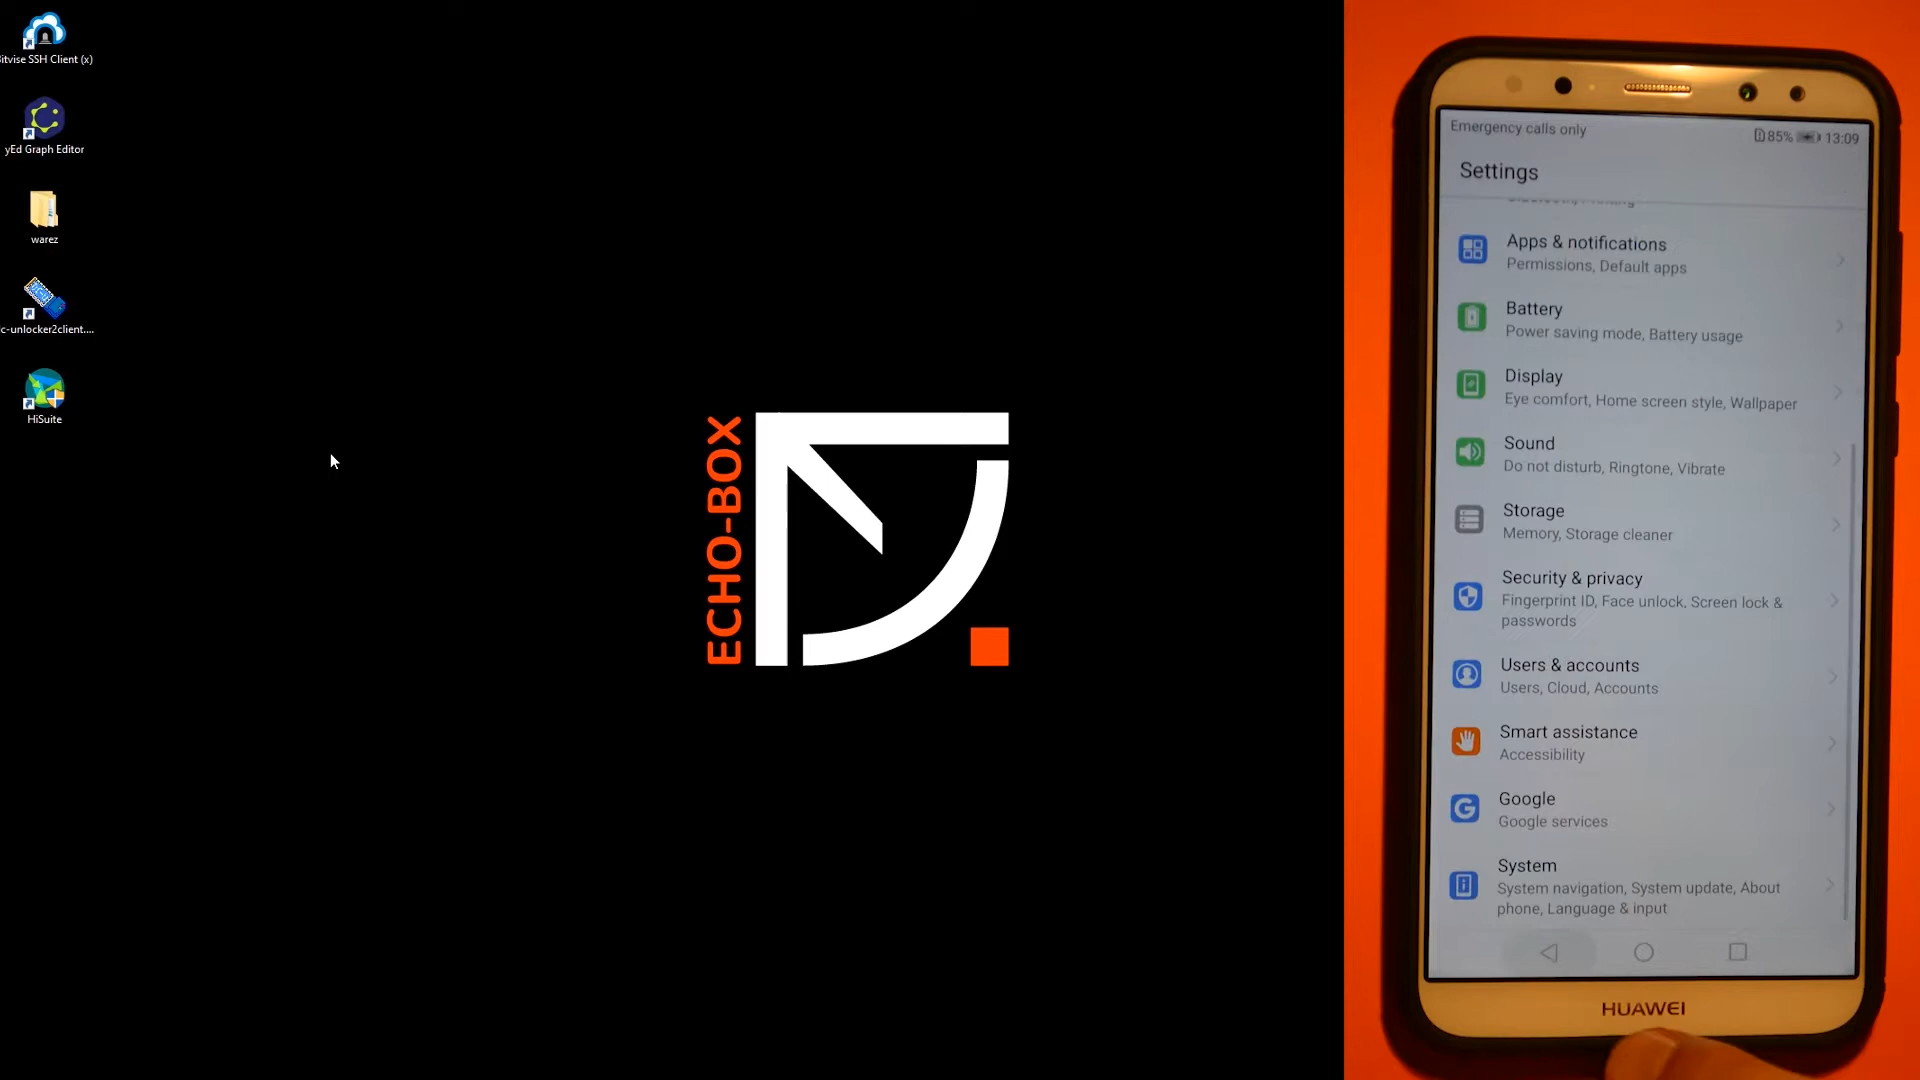 itvise SSH Client (x)
yEd Graph Editor
warez
c-unlocker2client....
HiSuite
ECHO-BOX
Emergency calls only
85%
13:09
Settings
Apps & notifications
Permissions, Default apps
Battery
Power saving mode, Battery usage
Display
Eye comfort, Home screen style, Wallpaper
Sound
Do not disturb, Ringtone, Vibrate
Storage
Memory, Storage cleaner
Security & privacy
Fingerprint ID, Face unlock, Screen lock &
passwords
Users & accounts
Users, Cloud, Accounts
Smart assistance
Accessibility
Google
Google services
System
System navigation, System update, About
phone, Language & input
HUAWEI